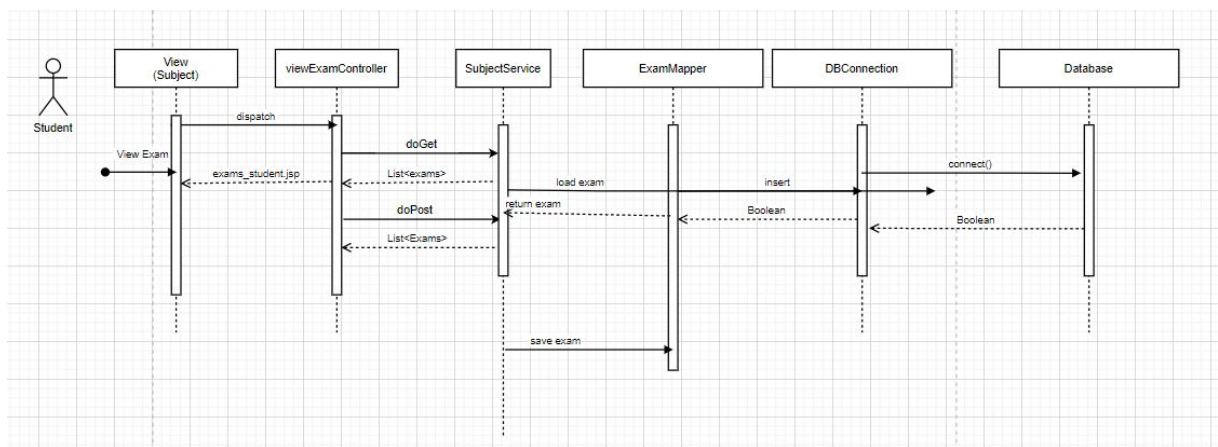 View
(Subject)
viewExamController
SubjectService
ExamMapper
DBConnection
Database
Student
dispatch
doGet
View Exam
connect()
exams_student.jsp
List<exams>
load exam
insert
return exam
doPost
Boolean
Boolean
List<Exams>
save exam